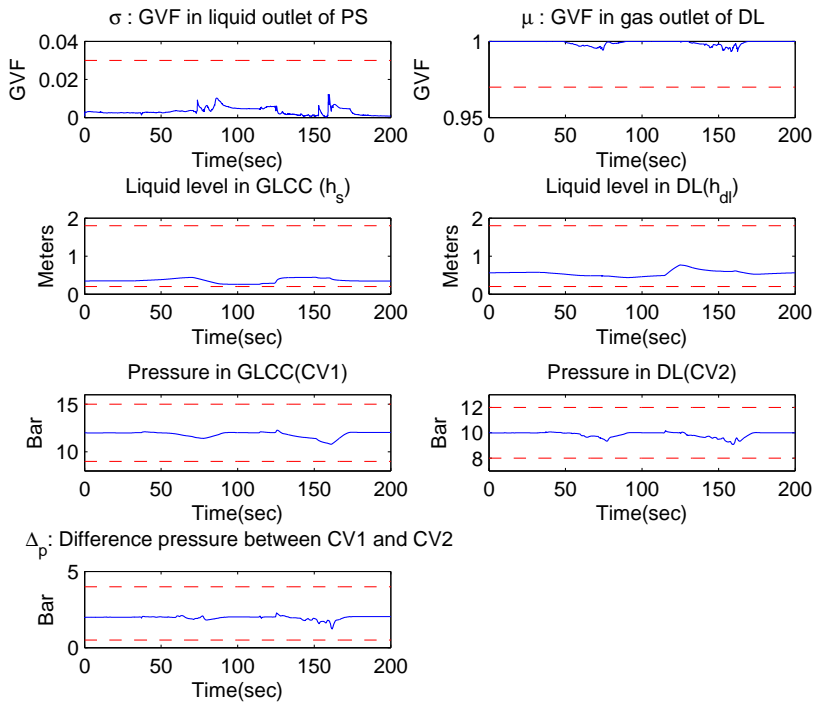 σ : GVF in liquid outlet of PS
0.04
0.02
0
GVF
0 50 100 150 200
Time(sec)
μ : GVF in gas outlet of DL
1
0.95
GVF
0 50 100 150 200
Time(sec)
Liquid level in GLCC (h_s)
2
1
0
Meters
0 50 100 150 200
Time(sec)
Liquid level in DL(h_dl)
2
1
0
Meters
0 50 100 150 200
Time(sec)
Pressure in GLCC(CV1)
15
10
Bar
0 50 100 150 200
Time(sec)
Pressure in DL(CV2)
12
10
8
Bar
0 50 100 150 200
Time(sec)
Δ_p: Difference pressure between CV1 and CV2
5
0
Bar
0 50 100 150 200
Time(sec)